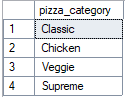 pizza_category
1 Classic
2 Chicken
3 Veggie
4 Supreme